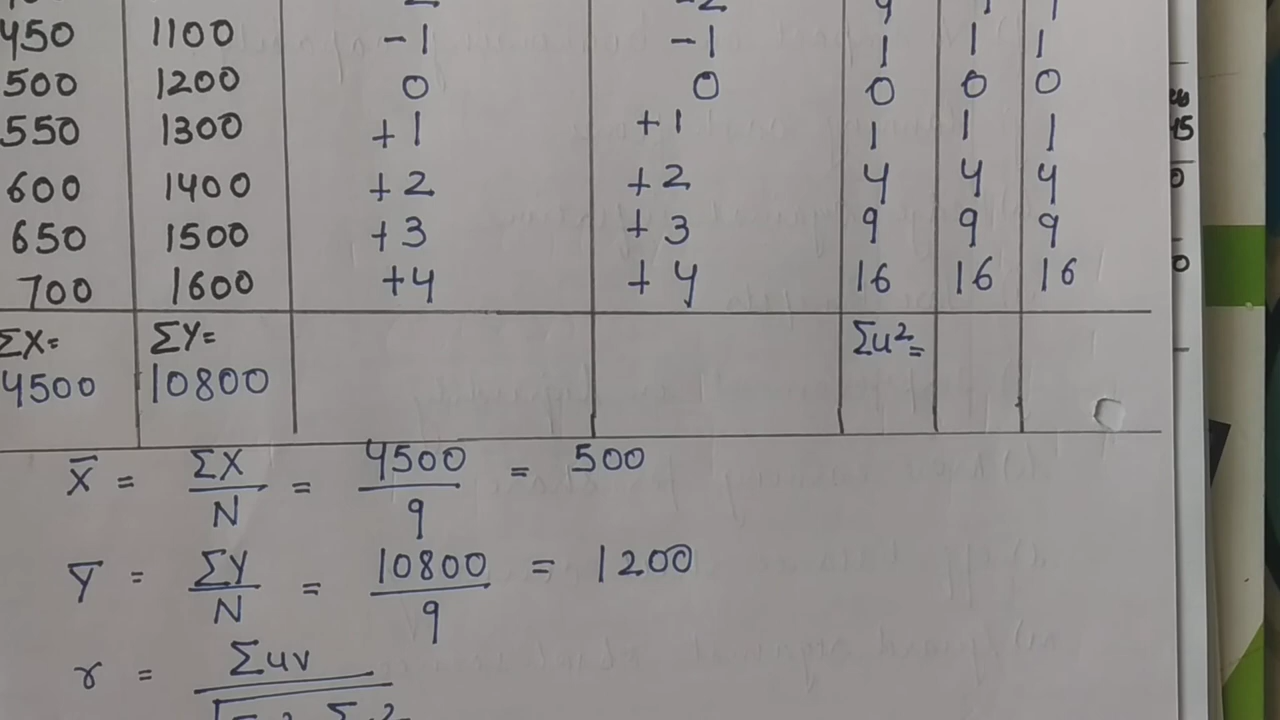 -2 4
450 1100 -1 -1 1 1 1
500 1200 0 0 0 0 0
550 1300 +1 +1 1 1 1
600 1400 +2 +2 4 4 4
650 1500 +3 +3 9 9 9
700 1600 +4 +4 16 16 16
ΣX= ΣY= Σu²=
4500 10800
X̄ = ΣX/N = 4500/9 = 500
Ȳ = ΣY/N = 10800/9 = 1200
r = Σuv